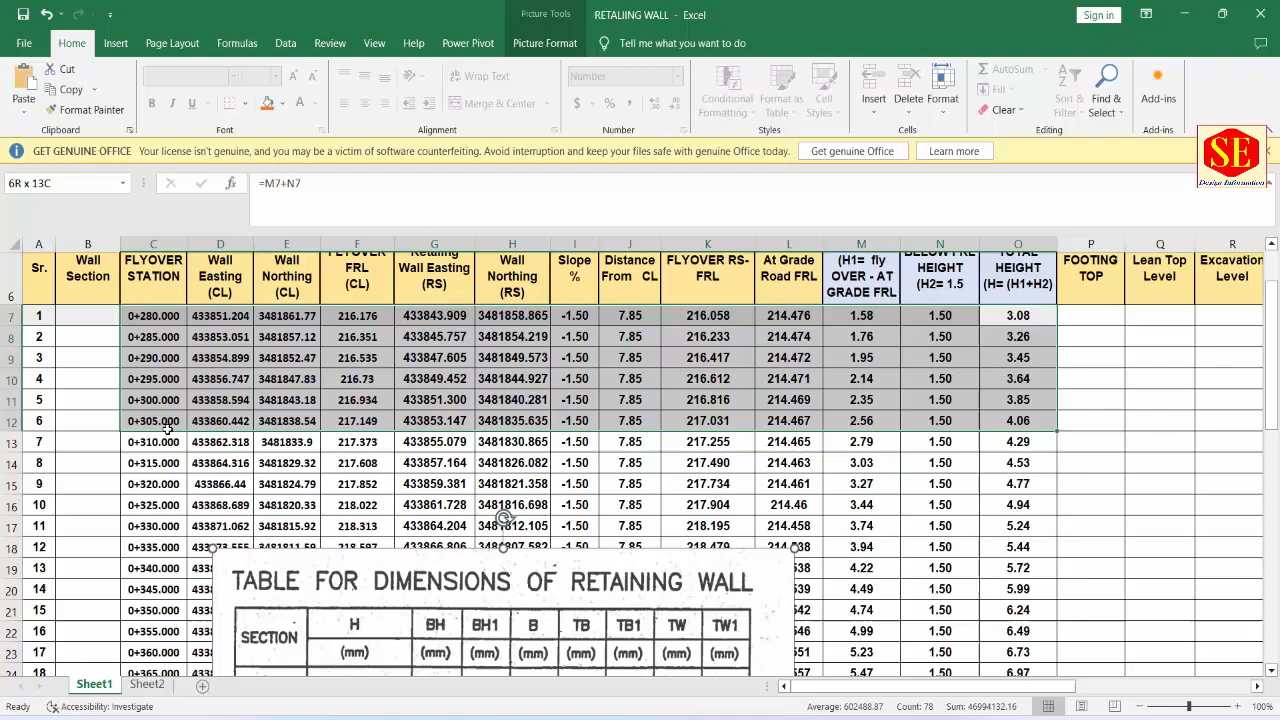 Picture Tools
RETALIING WALL - Excel
Sign in
File Home Insert Page Layout Formulas Data Review View Help Power Pivot Picture Format Tell me what you want to do
Paste Cut Copy Format Painter Wrap Text Merge & Center Number Conditional Formatting Format as Table Cell Styles Insert Delete Format AutoSum Fill Clear Sort & Filter Find & Select Add-ins
Clipboard Font Alignment Number Styles Cells Editing Add-ins
GET GENUINE OFFICE Your license isn't genuine, and you may be a victim of software counterfeiting. Avoid interruption and keep your files safe with genuine Office today. Get genuine Office Learn more
SE
Design Information
6R x 13C =M7+N7
A B C D E F G H I J K L M N O P Q R
6 Sr. Wall Section FLYOVER STATION Wall Easting (CL) Wall Northing (CL) FLYOVER FRL (CL) Retaling Wall Easting (RS) Wall Northing (RS) Slope % Distance From CL FLYOVER RS-FRL At Grade Road FRL (H1= fly OVER - AT GRADE FRL HEIGHT (H2= 1.5 HEIGHT (H= (H1+H2) FOOTING TOP Lean Top Level Excavation Level
7 1 0+280.000 433851.204 3481861.77 216.176 433843.909 3481858.865 -1.50 7.85 216.058 214.476 1.58 1.50 3.08
8 2 0+285.000 433853.051 3481857.12 216.351 433845.757 3481854.219 -1.50 7.85 216.233 214.474 1.76 1.50 3.26
9 3 0+290.000 433854.899 3481852.47 216.535 433847.605 3481849.573 -1.50 7.85 216.417 214.472 1.95 1.50 3.45
10 4 0+295.000 433856.747 3481847.83 216.73 433849.452 3481844.927 -1.50 7.85 216.612 214.471 2.14 1.50 3.64
11 5 0+300.000 433858.594 3481843.18 216.934 433851.300 3481840.281 -1.50 7.85 216.816 214.469 2.35 1.50 3.85
12 6 0+305.000 433860.442 3481838.54 217.149 433853.147 3481835.635 -1.50 7.85 217.031 214.467 2.56 1.50 4.06
13 7 0+310.000 433862.318 3481833.9 217.373 433855.079 3481830.865 -1.50 7.85 217.255 214.465 2.79 1.50 4.29
14 8 0+315.000 433864.316 3481829.32 217.608 433857.164 3481826.082 -1.50 7.85 217.490 214.463 3.03 1.50 4.53
15 9 0+320.000 433866.44 3481824.79 217.852 433859.381 3481821.358 -1.50 7.85 217.734 214.461 3.27 1.50 4.77
16 10 0+325.000 433868.689 3481820.33 218.022 433861.728 3481816.698 -1.50 7.85 217.904 214.46 3.44 1.50 4.94
17 11 0+330.000 433871.062 3481815.92 218.313 433864.204 -1.50 7.85 218.195 214.458 3.74 1.50 5.24
18 12 0+335.000 3.94 1.50 5.44
19 13 0+340.000 4.22 1.50 5.72
20 14 0+345.000 4.49 1.50 5.99
21 15 0+350.000 4.74 1.50 6.24
22 16 0+355.000 4.99 1.50 6.49
23 17 0+360.000 5.23 1.50 6.73
24 18 0+365.000 5.47 1.50 6.97
TABLE FOR DIMENSIONS OF RETAINING WALL
SECTION H BH BH1 B TB TB1 TW TW1
(mm) (mm) (mm) (mm) (mm) (mm) (mm) (mm)
Sheet1 Sheet2
Ready Accessibility: Investigate Average: 602488.87 Count: 78 Sum: 46994132.16 100%